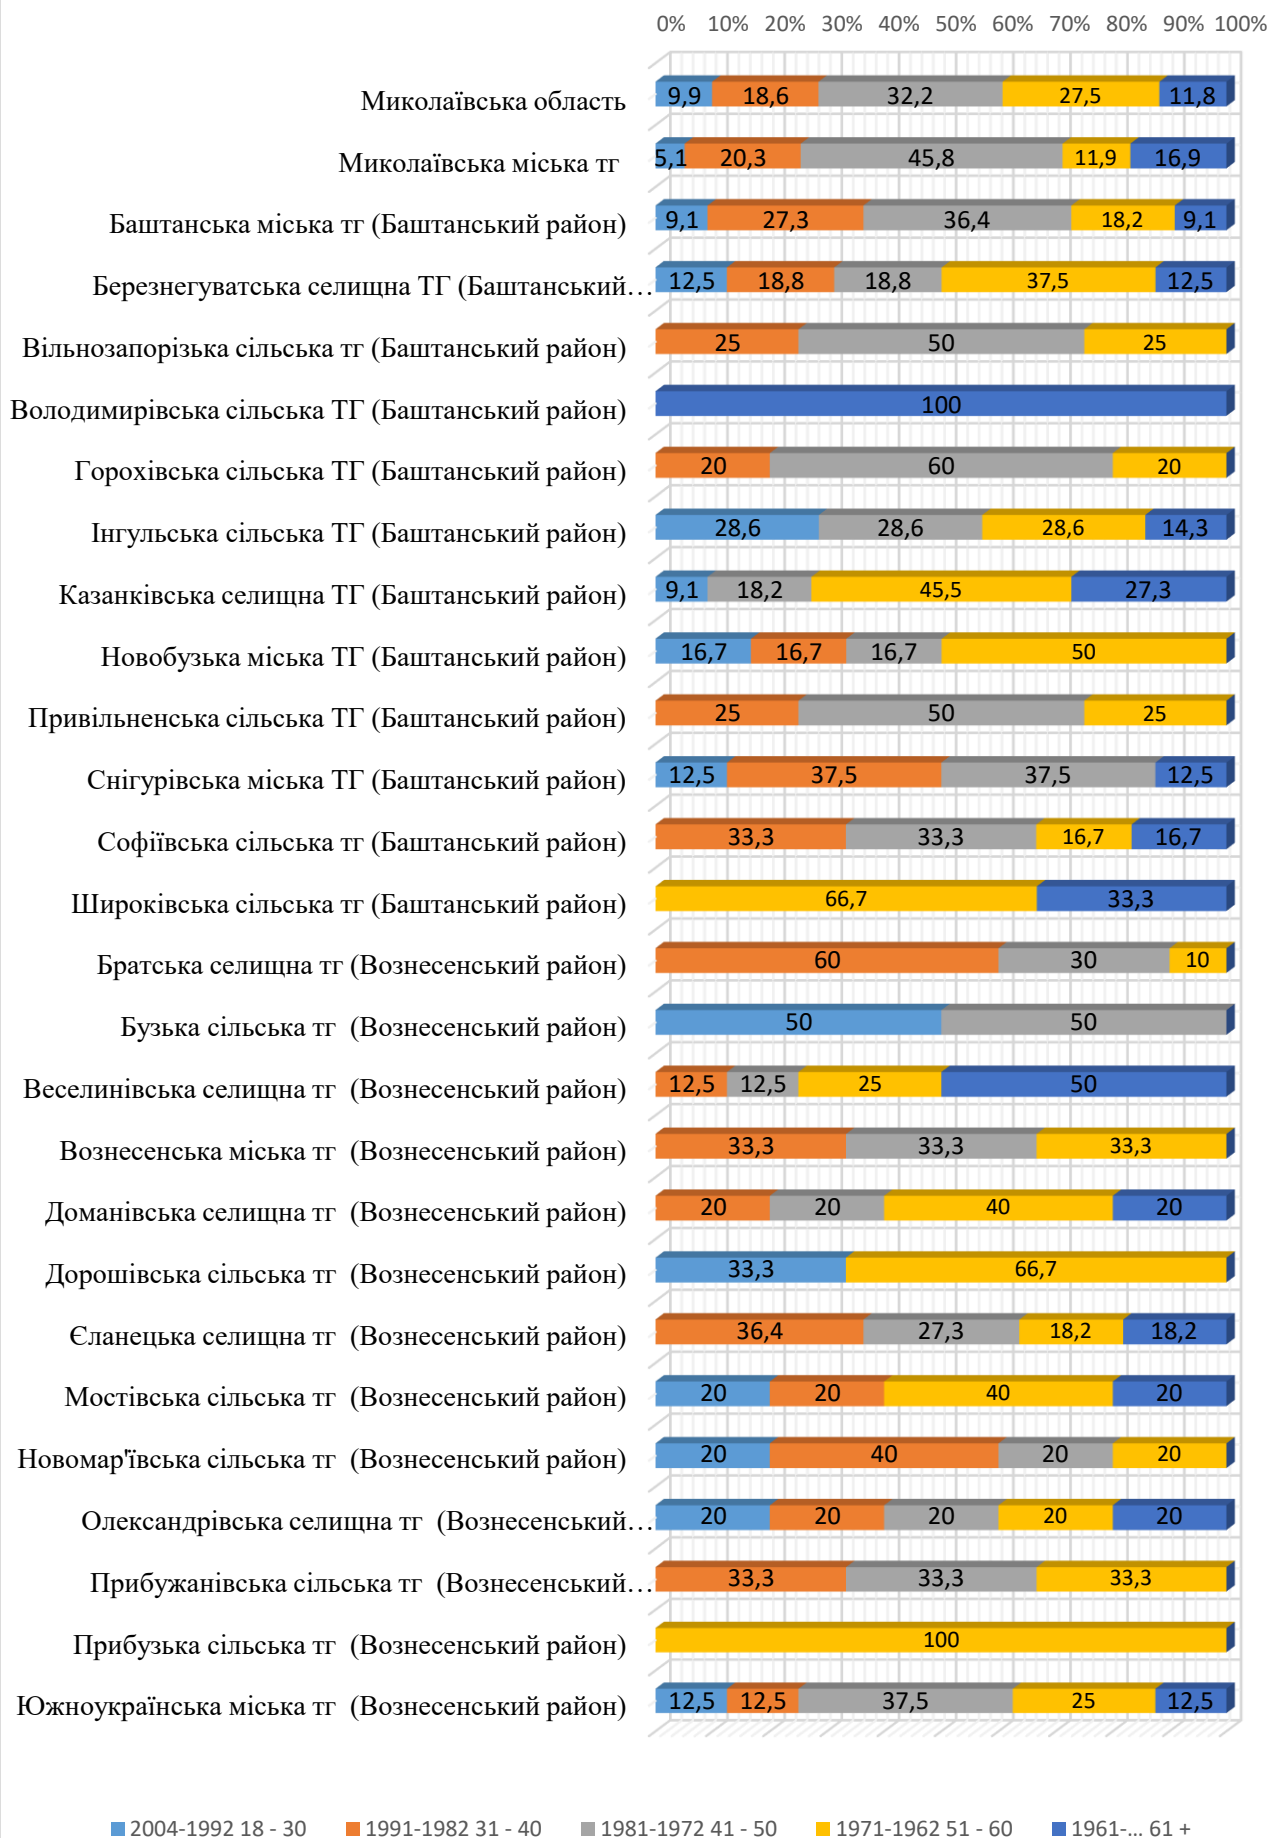 0% 10% 20% 30% 40% 50% 60% 70% 80% 90% 100%
Миколаївська область 9,9 18,6 32,2 27,5 11,8
Миколаївська міська тг 5,1 20,3 45,8 11,9 16,9
Баштанська міська тг (Баштанський район) 9,1 27,3 36,4 18,2 9,1
Березнегуватська селищна ТГ (Баштанський… 12,5 18,8 18,8 37,5 12,5
Вільнозапорізька сільська тг (Баштанський район) 25 50 25
Володимирівська сільська ТГ (Баштанський район) 100
Горохівська сільська ТГ (Баштанський район) 20 60 20
Інгульська сільська ТГ (Баштанський район) 28,6 28,6 28,6 14,3
Казанківська селищна ТГ (Баштанський район) 9,1 18,2 45,5 27,3
Новобузька міська ТГ (Баштанський район) 16,7 16,7 16,7 50
Привільненська сільська ТГ (Баштанський район) 25 50 25
Снігурівська міська ТГ (Баштанський район) 12,5 37,5 37,5 12,5
Софіївська сільська тг (Баштанський район) 33,3 33,3 16,7 16,7
Широківська сільська тг (Баштанський район) 66,7 33,3
Братська селищна тг (Вознесенський район) 60 30 10
Бузька сільська тг (Вознесенський район) 50 50
Веселинівська селищна тг (Вознесенський район) 12,5 12,5 25 50
Вознесенська міська тг (Вознесенський район) 33,3 33,3 33,3
Доманівська селищна тг (Вознесенський район) 20 20 40 20
Дорошівська сільська тг (Вознесенський район) 33,3 66,7
Єланецька селищна тг (Вознесенський район) 36,4 27,3 18,2 18,2
Мостівська сільська тг (Вознесенський район) 20 20 40 20
Новомар'ївська сільська тг (Вознесенський район) 20 40 20 20
Олександрівська селищна тг (Вознесенський… 20 20 20 20 20
Прибужанівська сільська тг (Вознесенський… 33,3 33,3 33,3
Прибузька сільська тг (Вознесенський район) 100
Южноукраїнська міська тг (Вознесенський район) 12,5 12,5 37,5 25 12,5
2004-1992 18 - 30 1991-1982 31 - 40 1981-1972 41 - 50 1971-1962 51 - 60 1961-... 61 +